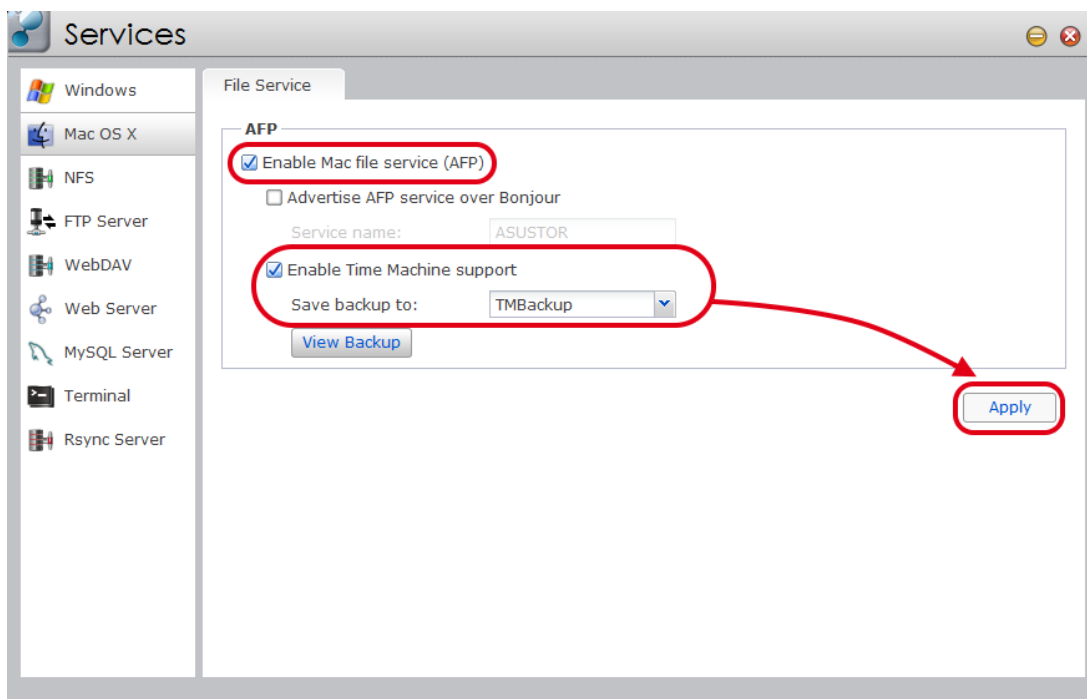 Services
Windows
Mac OS X
NFS
FTP Server
WebDAV
Web Server
MySQL Server
Terminal
Rsync Server
File Service
AFP
Enable Mac file service (AFP)
Advertise AFP service over Bonjour
Service name: ASUSTOR
Enable Time Machine support
Save backup to: TMBackup
View Backup
Apply